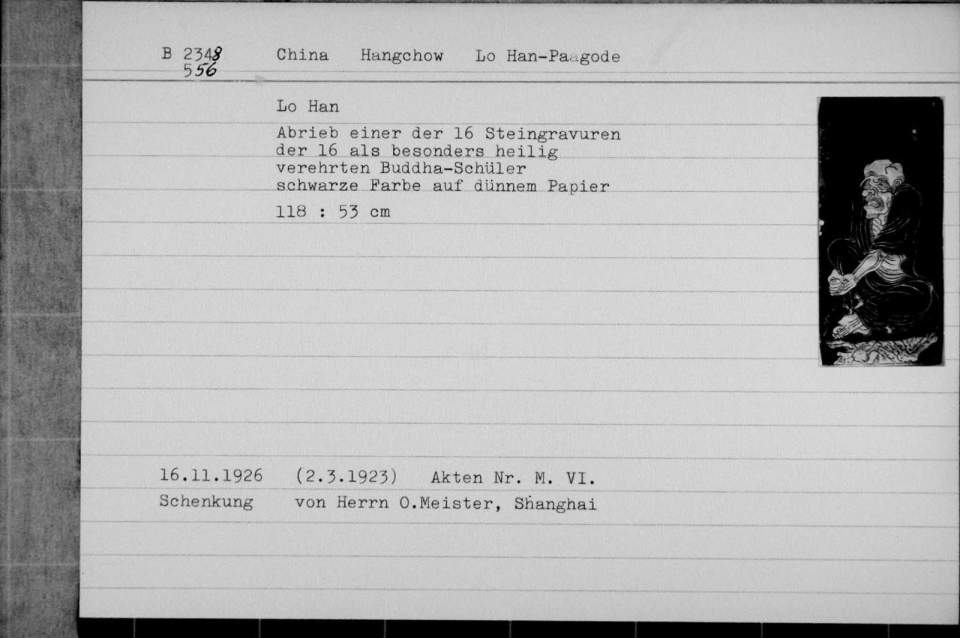 B 2348 China Hangchow Lo Han-Paagode
556
Lo Han
Abrieb einer der 16 Steingravuren
der 16 als besonders heilig
verehrten Buddha-Schüler
schwarze Farbe auf dünnem Papier
118 : 53 cm
16.11.1926 (2.3.1923) Akten Nr. M. VI.
Schenkung von Herrn O.Meister, Shanghai